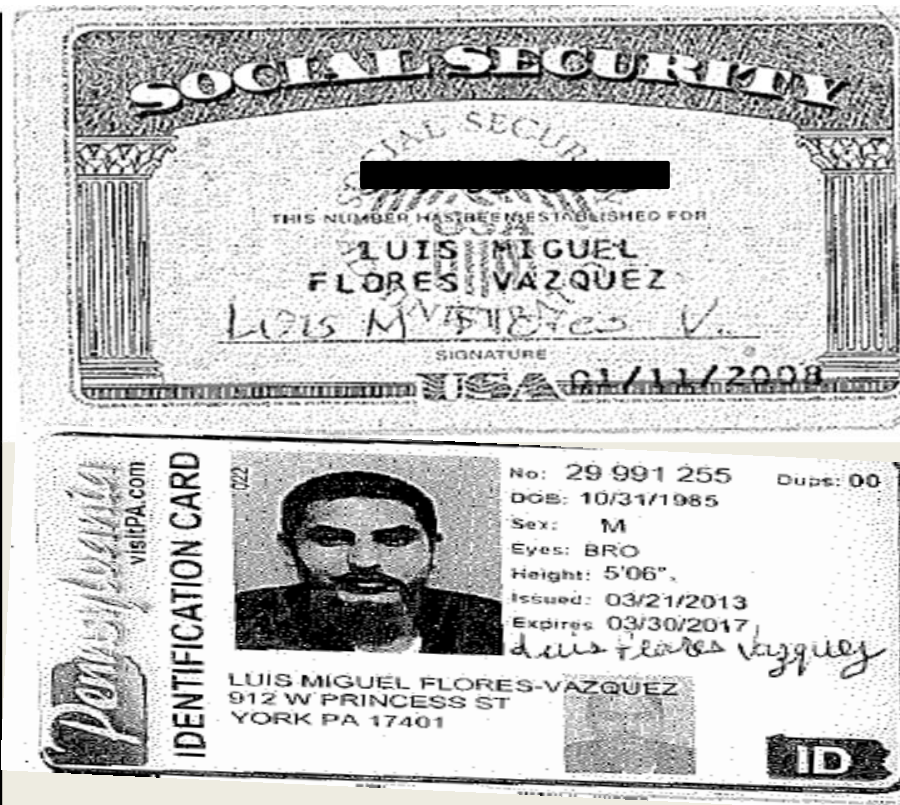 SOCIAL SECURITY
THIS NUMBER HAS BEEN ESTABLISHED FOR
LUIS MIGUEL
FLORES VAZQUEZ
SIGNATURE
USA 01/11/2008
Pennsylvania
visitPA.com
IDENTIFICATION CARD
022
No: 29 991 255 Dups: 00
DOB: 10/31/1985
Sex: M
Eyes: BRO
Height: 5'06"
Issued: 03/21/2013
Expires 03/30/2017
Luis Flores Vazquez
LUIS MIGUEL FLORES-VAZQUEZ
912 W PRINCESS ST
YORK PA 17401
ID